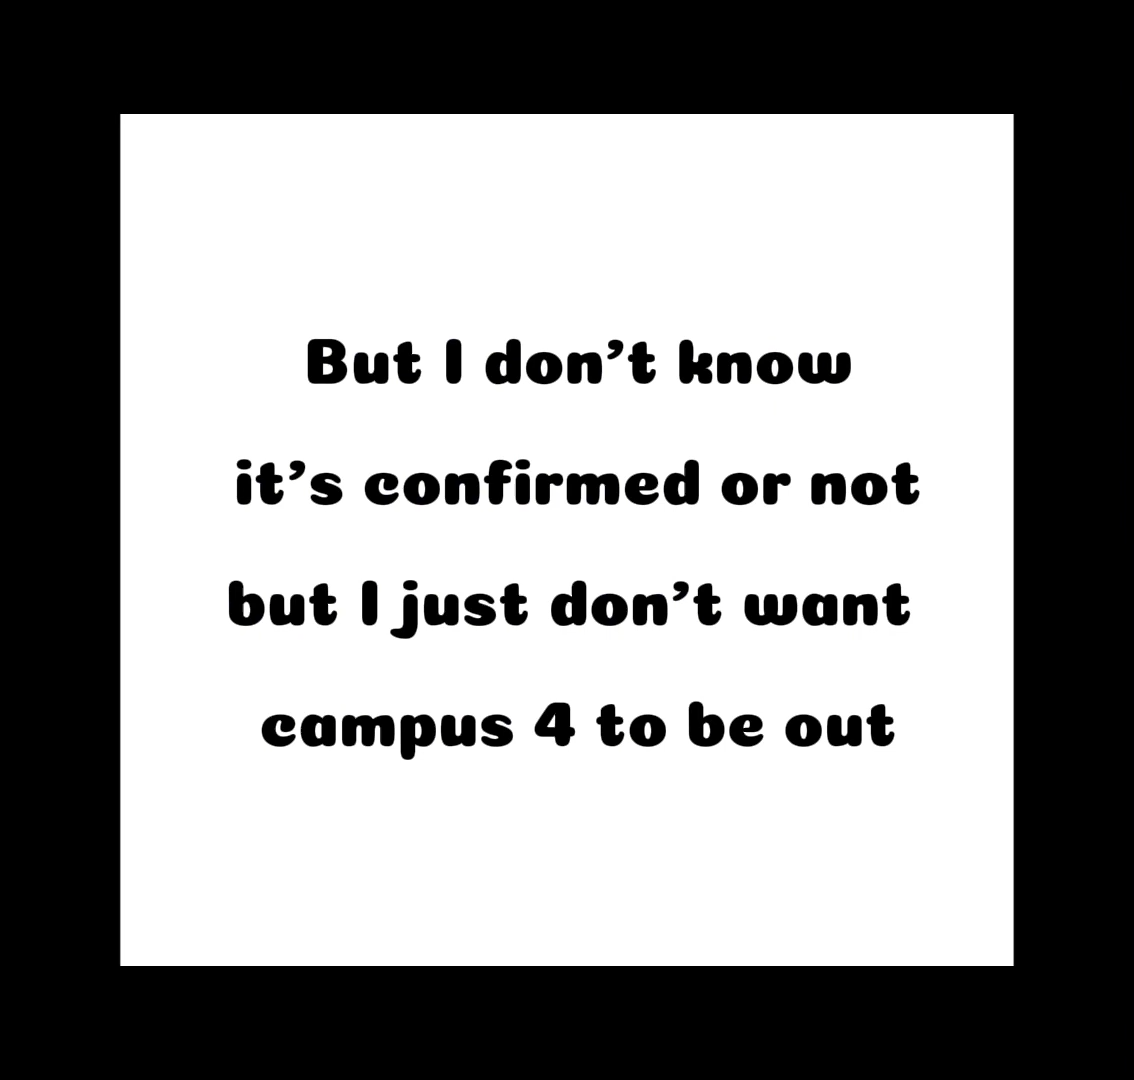 But I don’t know
it’s confirmed or not
but I just don’t want
campus 4 to be out